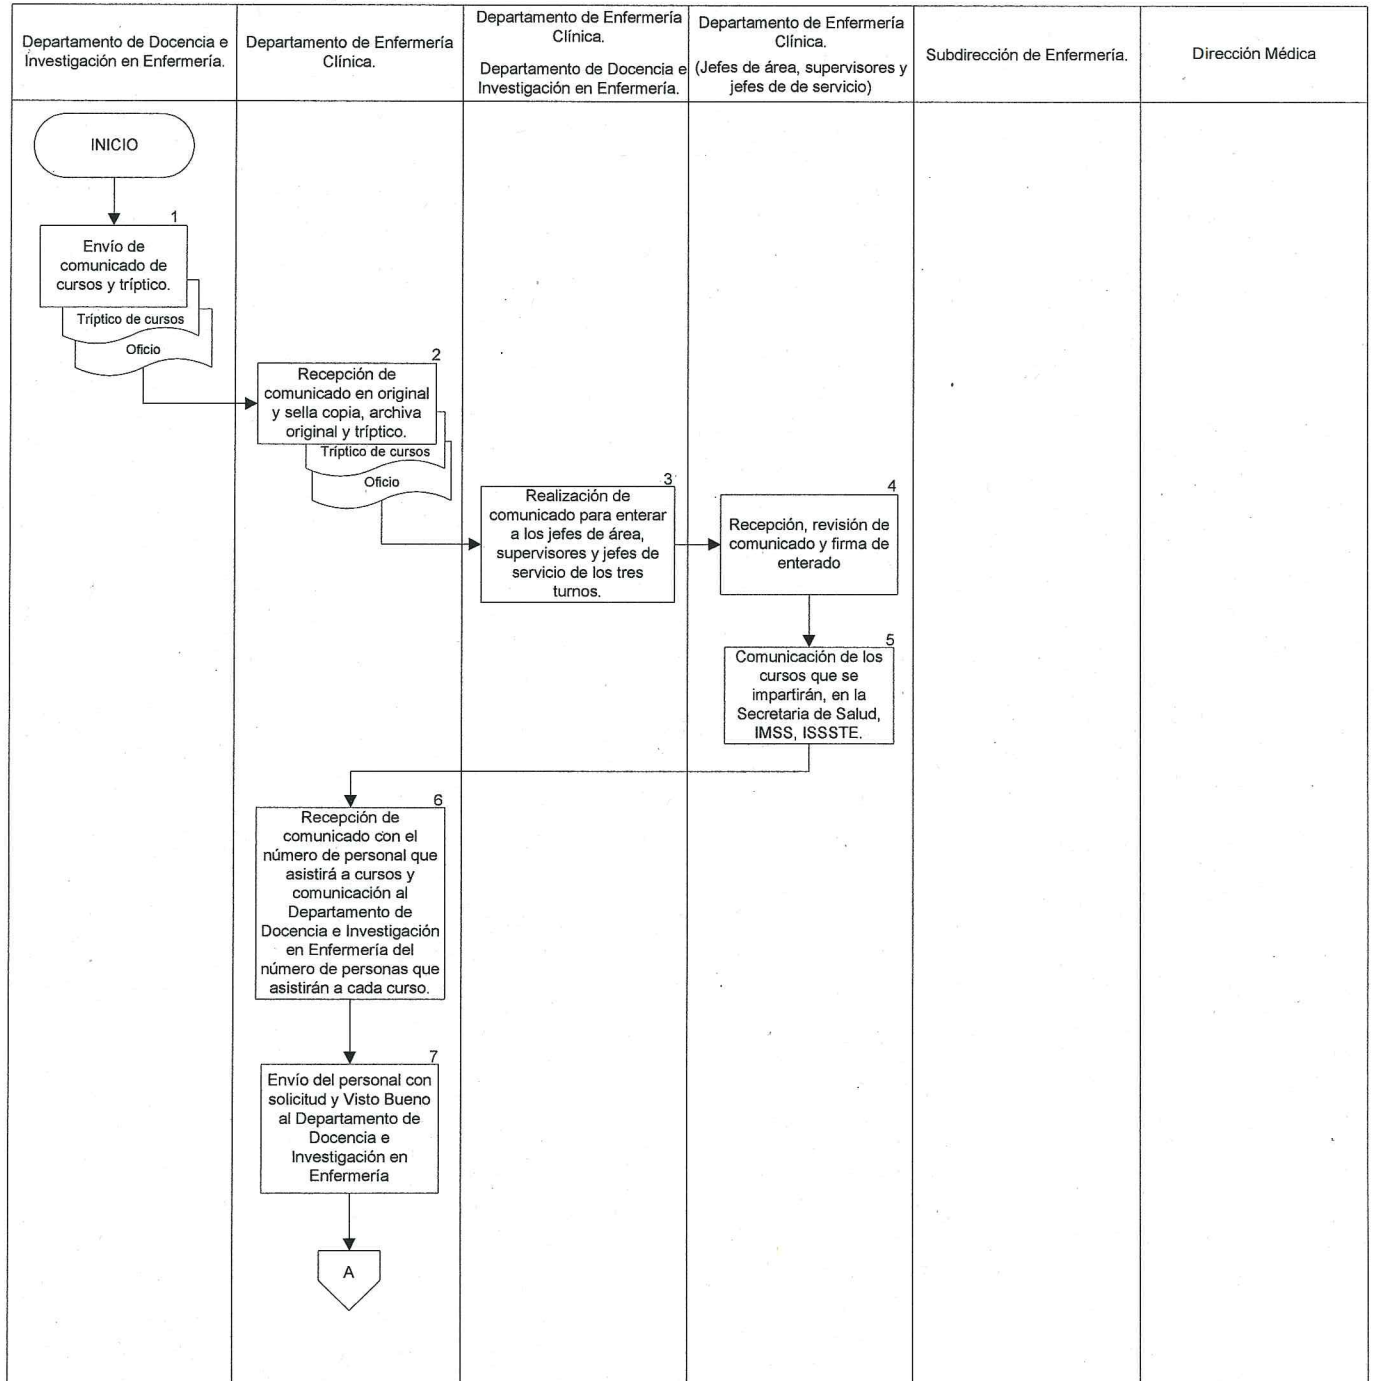 Departamento de Docencia e
Investigación en Enfermería.
Departamento de Enfermería
Clínica.
Departamento de Enfermería
Clínica.
Departamento de Docencia e
Investigación en Enfermería.
Departamento de Enfermería
Clínica.
(Jefes de área, supervisores y
jefes de de servicio)
Subdirección de Enfermería.
Dirección Médica
INICIO
1
Envío de
comunicado de
cursos y tríptico.
Tríptico de cursos
Oficio
2
Recepción de
comunicado en original
y sella copia, archiva
original y tríptico.
Tríptico de cursos
Oficio
3
Realización de
comunicado para enterar
a los jefes de área,
supervisores y jefes de
servicio de los tres
turnos.
4
Recepción, revisión de
comunicado y firma de
enterado
5
Comunicación de los
cursos que se
impartirán, en la
Secretaria de Salud,
IMSS, ISSSTE.
6
Recepción de
comunicado con el
número de personal que
asistirá a cursos y
comunicación al
Departamento de
Docencia e Investigación
en Enfermería del
número de personas que
asistirán a cada curso.
7
Envío del personal con
solicitud y Visto Bueno
al Departamento de
Docencia e
Investigación en
Enfermería
A